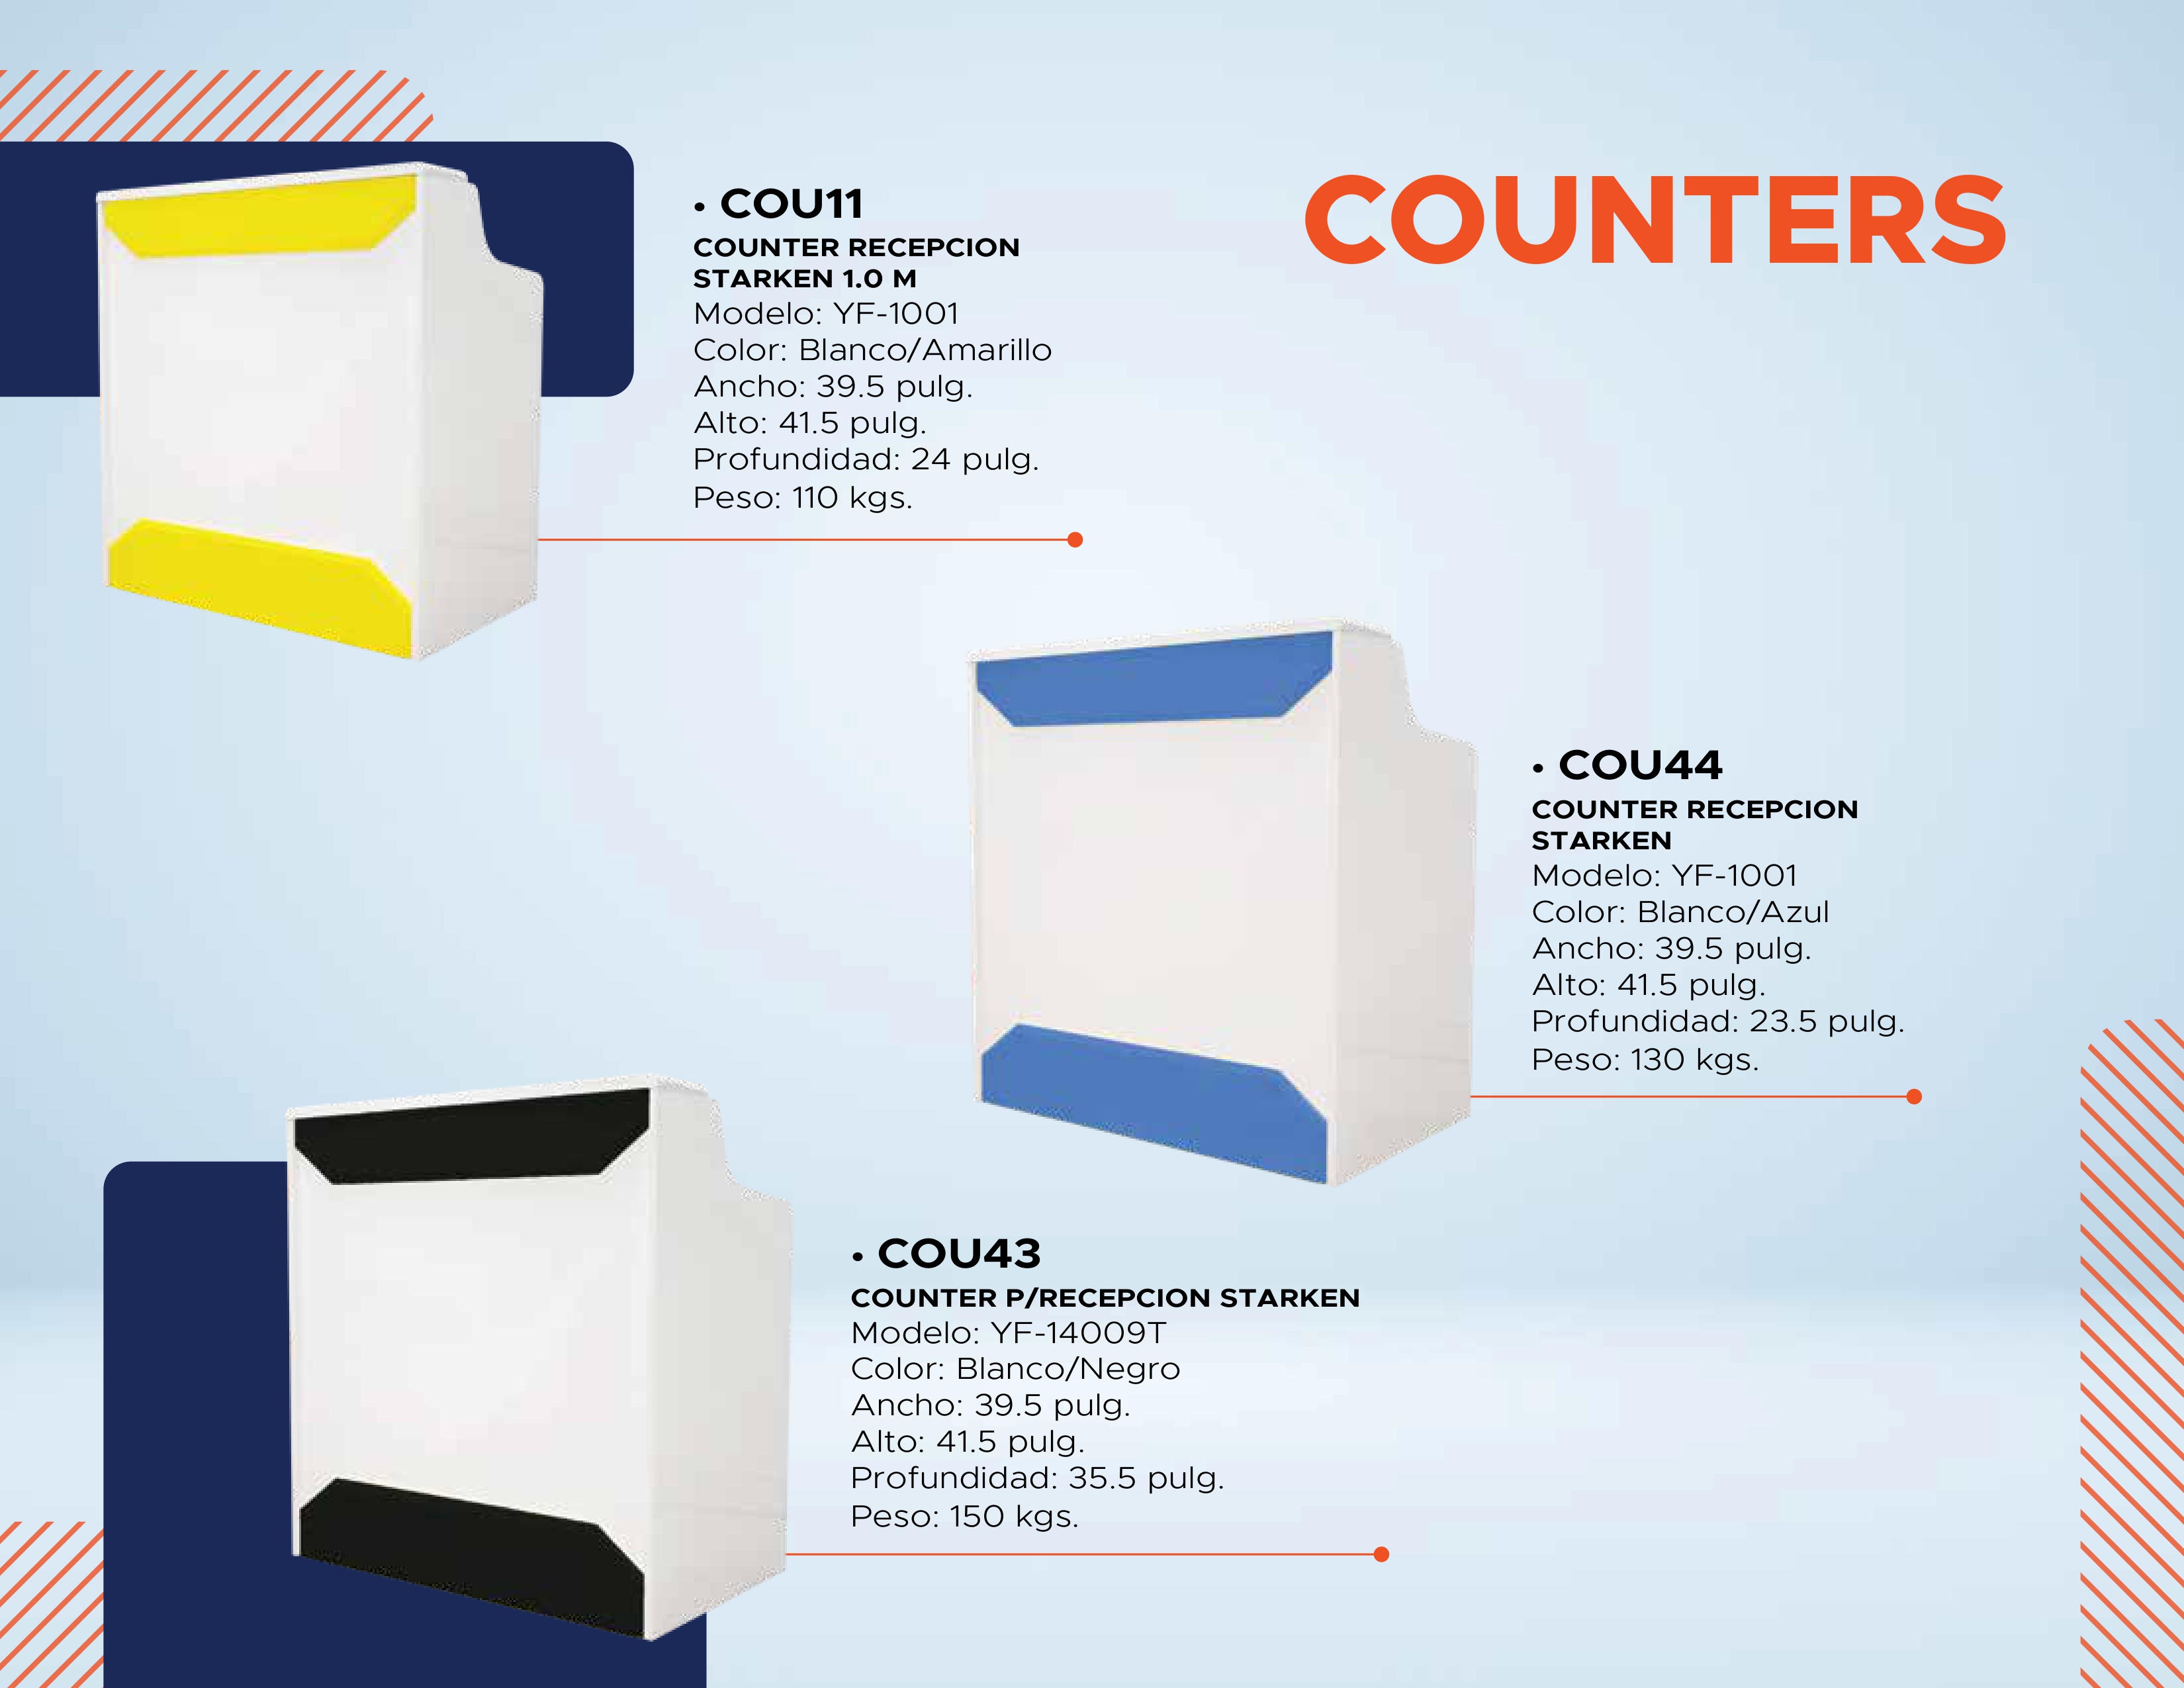 COUNTERS
• COU11
COUNTER RECEPCION
STARKEN 1.0 M
Modelo: YF-1001
Color: Blanco/Amarillo
Ancho: 39.5 pulg.
Alto: 41.5 pulg.
Profundidad: 24 pulg.
Peso: 110 kgs.
• COU44
COUNTER RECEPCION
STARKEN
Modelo: YF-1001
Color: Blanco/Azul
Ancho: 39.5 pulg.
Alto: 41.5 pulg.
Profundidad: 23.5 pulg.
Peso: 130 kgs.
• COU43
COUNTER P/RECEPCION STARKEN
Modelo: YF-14009T
Color: Blanco/Negro
Ancho: 39.5 pulg.
Alto: 41.5 pulg.
Profundidad: 35.5 pulg.
Peso: 150 kgs.